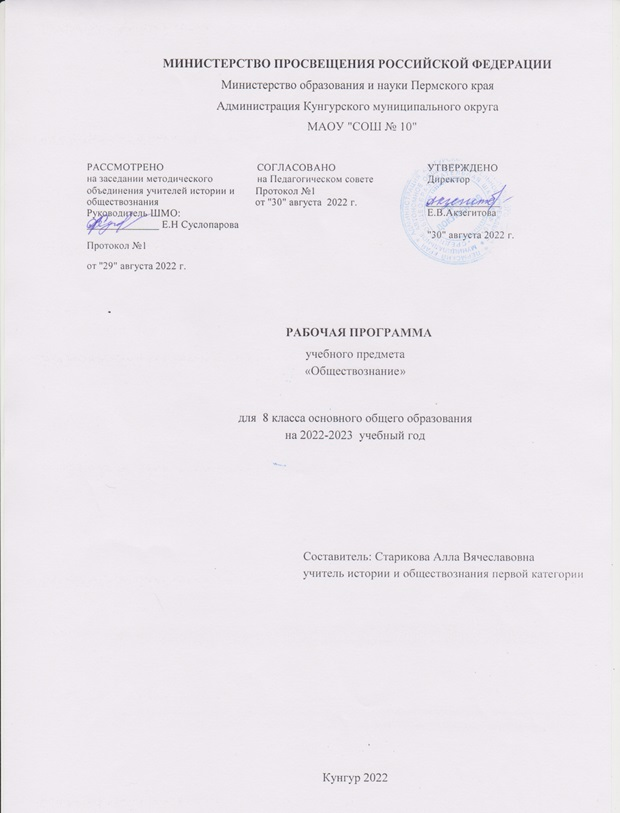 МИНИСТЕРСТВО ПРОСВЕЩЕНИЯ РОССИЙСКОЙ ФЕДЕРАЦИИ
Министерство образования и науки Пермского края
Администрация Кунгурского муниципального округа
МАОУ "СОШ № 10"
РАССМОТРЕНО
на заседании методического
объединения учителей истории и
обществознания
Руководитель ШМО:
Е.Н Суслопарова
Протокол №1
от "29" августа 2022 г.
СОГЛАСОВАНО
на Педагогическом совете
Протокол №1
от "30" августа 2022 г.
УТВЕРЖДЕНО
Директор
Е.В.Акзегитова
"30" августа 2022 г.
РАБОЧАЯ ПРОГРАММА
учебного предмета
«Обществознание»
для 8 класса основного общего образования
на 2022-2023 учебный год
Составитель: Старикова Алла Вячеславовна
учитель истории и обществознания первой категории
Кунгур 2022